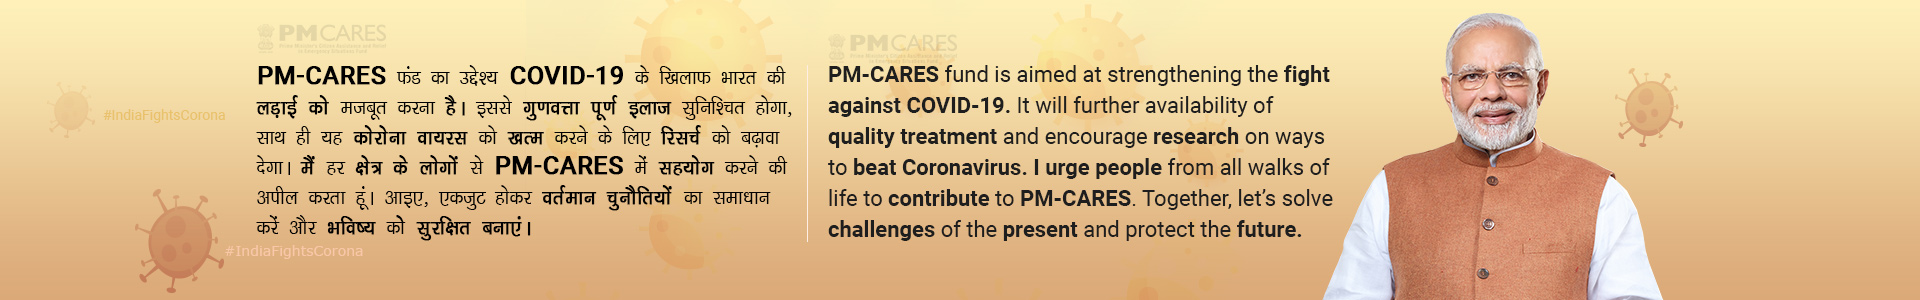 PM CARES
PM-CARES फंड का उद्देश्य COVID-19 के खिलाफ भारत की
लड़ाई को मजबूत करना है। इससे गुणवत्ता पूर्ण इलाज सुनिश्चित होगा,
साथ ही यह कोरोना वायरस को खत्म करने के लिए रिसर्च को बढ़ावा
देगा। मैं हर क्षेत्र के लोगों से PM-CARES में सहयोग करने की
अपील करता हूं। आइए, एकजुट होकर वर्तमान चुनौतियों का समाधान
करें और भविष्य को सुरक्षित बनाएं।
#IndiaFightsCorona
#IndiaFightsCorona
PM CARES
PM-CARES fund is aimed at strengthening the fight
against COVID-19. It will further availability of
quality treatment and encourage research on ways
to beat Coronavirus. I urge people from all walks of
life to contribute to PM-CARES. Together, let’s solve
challenges of the present and protect the future.